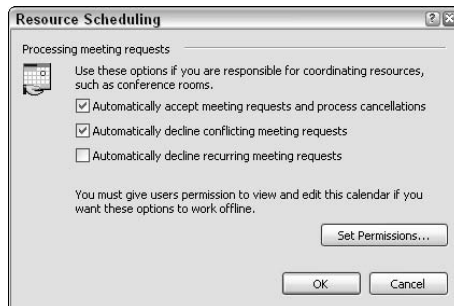 Resource Scheduling
Processing meeting requests
Use these options if you are responsible for coordinating resources,
such as conference rooms.
Automatically accept meeting requests and process cancellations
Automatically decline conflicting meeting requests
Automatically decline recurring meeting requests
You must give users permission to view and edit this calendar if you
want these options to work offline.
Set Permissions...
OK Cancel